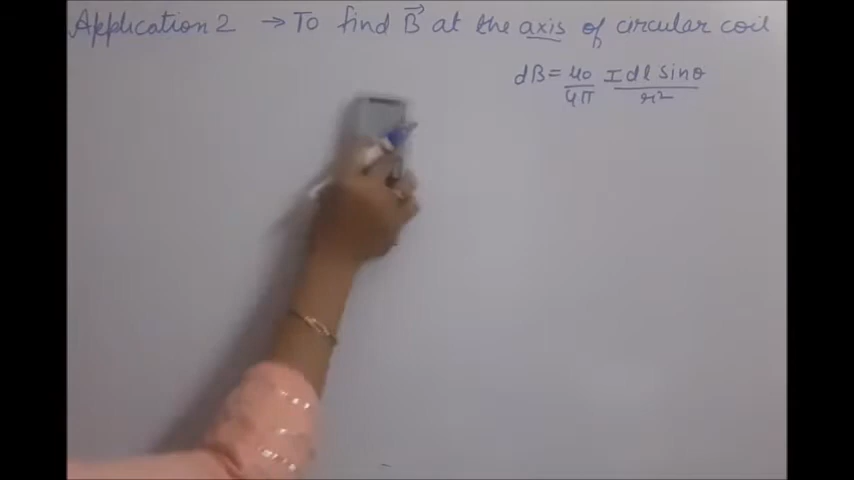 Application 2 → To find B⃗ at the axis of circular coil
dB = μ0/4π I dl sinθ/r²